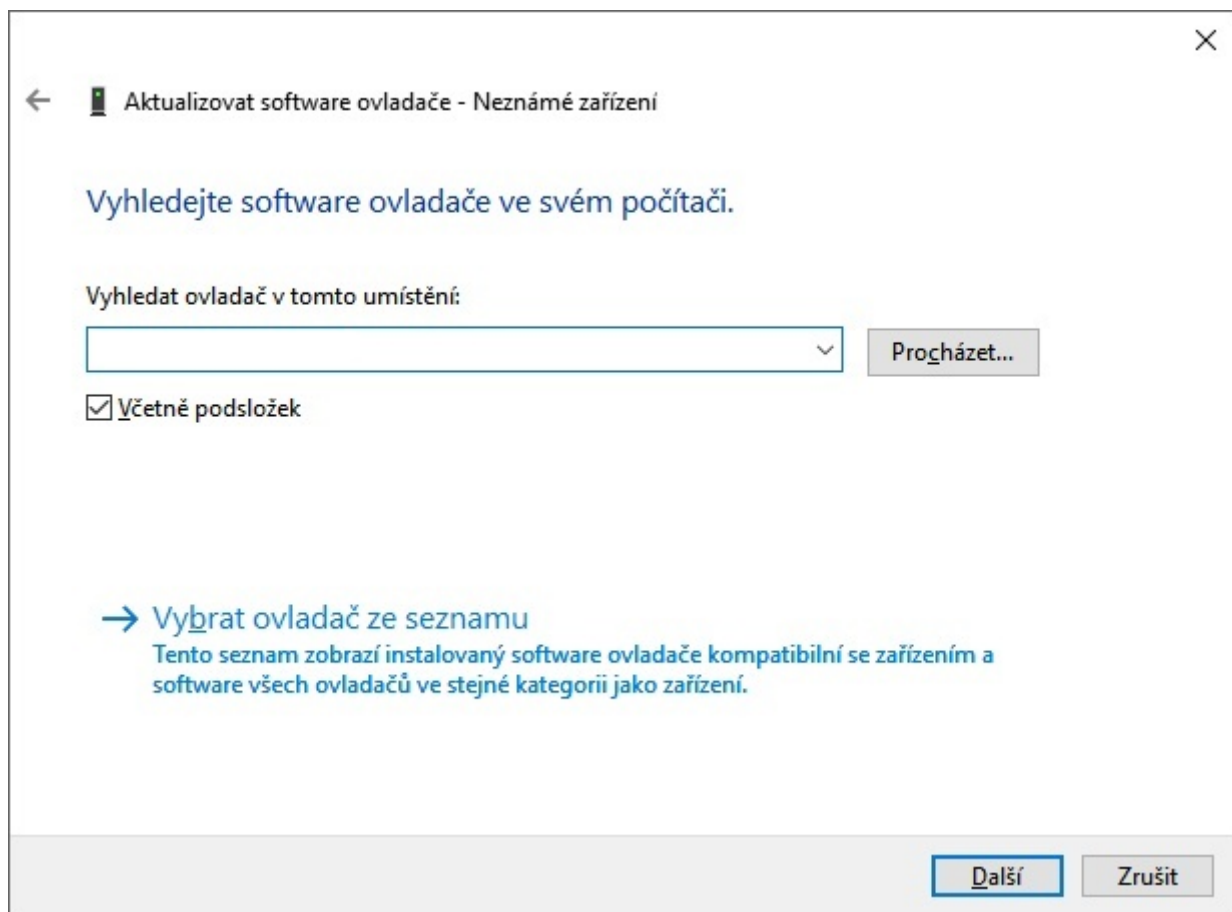 Aktualizovat software ovladače - Neznámé zařízení
Vyhledejte software ovladače ve svém počítači.
Vyhledat ovladač v tomto umístění:
Procházet...
Včetně podsložek
Vybrat ovladač ze seznamu
Tento seznam zobrazí instalovaný software ovladače kompatibilní se zařízením a
software všech ovladačů ve stejné kategorii jako zařízení.
Další Zrušit